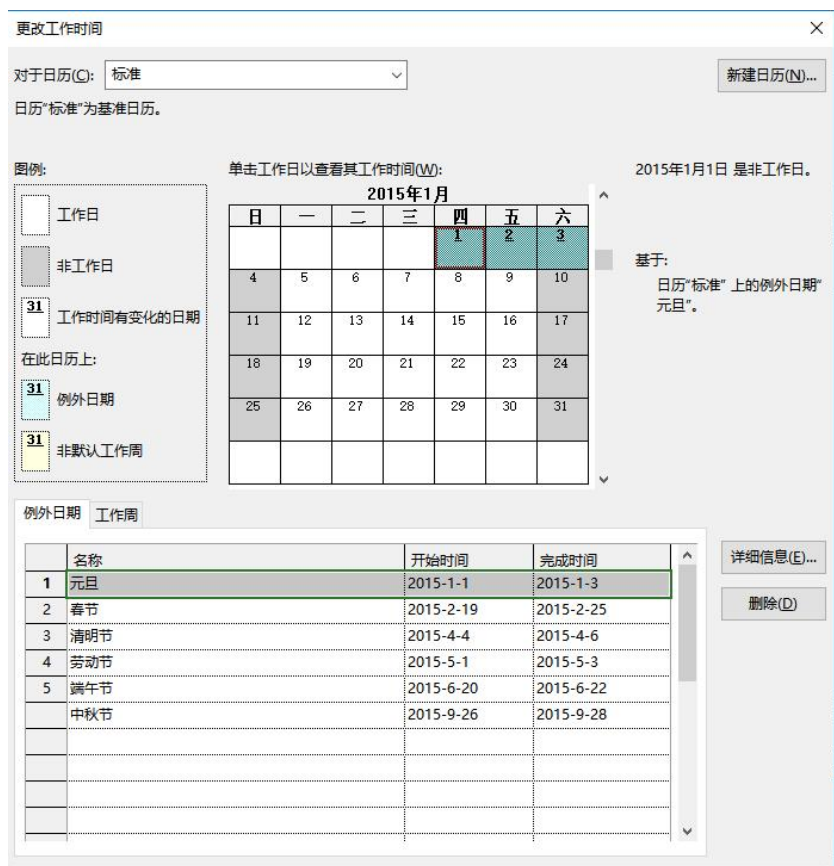 更改工作时间
对于日历(C): 标准 新建日历(N)...
日历“标准”为基准日历。
图例: 单击工作日以查看其工作时间(W): 2015年1月1日 是非工作日。
工作日
非工作日
31 工作时间有变化的日期
在此日历上:
31 例外日期
31 非默认工作周
2015年1月
日 一 二 三 四 五 六
1 2 3
4 5 6 7 8 9 10
11 12 13 14 15 16 17
18 19 20 21 22 23 24
25 26 27 28 29 30 31
基于:
日历“标准” 上的例外日期“
元旦”。
例外日期 工作周
名称 开始时间 完成时间
1 元旦 2015-1-1 2015-1-3
2 春节 2015-2-19 2015-2-25
3 清明节 2015-4-4 2015-4-6
4 劳动节 2015-5-1 2015-5-3
5 端午节 2015-6-20 2015-6-22
中秋节 2015-9-26 2015-9-28
详细信息(E)...
删除(D)